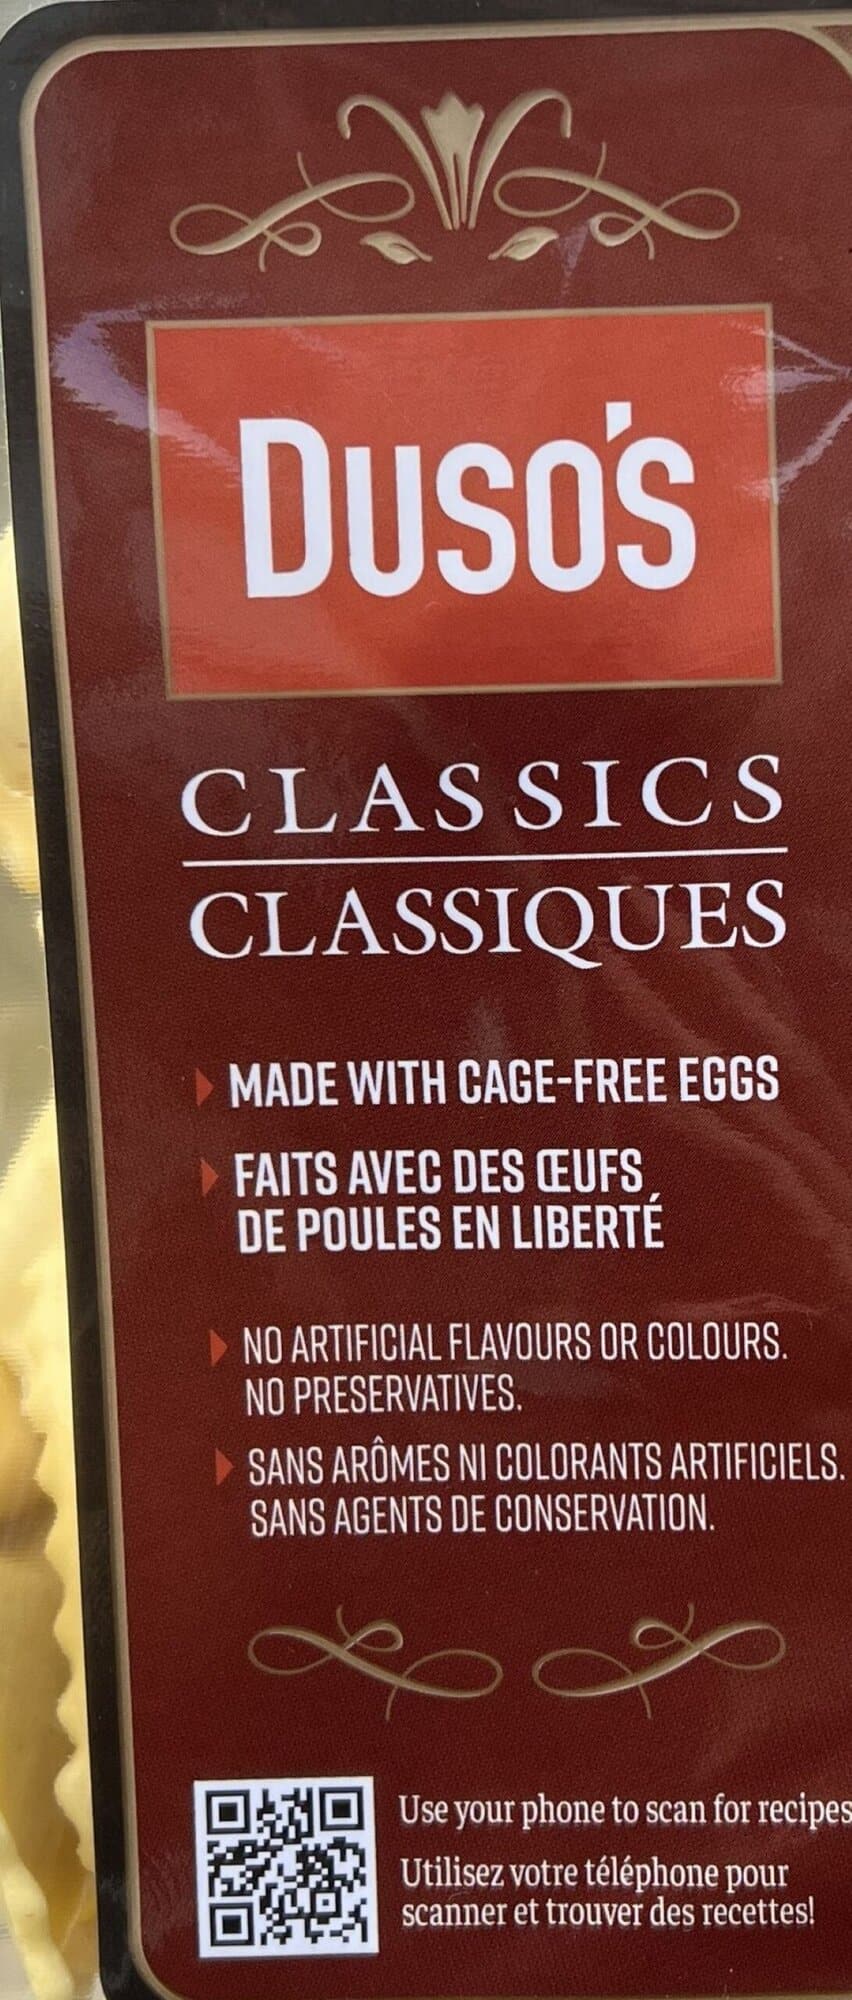 DUSO'S
CLASSICS
CLASSIQUES
MADE WITH CAGE-FREE EGGS
FAITS AVEC DES ŒUFS
DE POULES EN LIBERTÉ
NO ARTIFICIAL FLAVOURS OR COLOURS.
NO PRESERVATIVES.
SANS ARÔMES NI COLORANTS ARTIFICIELS.
SANS AGENTS DE CONSERVATION.
Use your phone to scan for recipes
Utilisez votre téléphone pour
scanner et trouver des recettes!